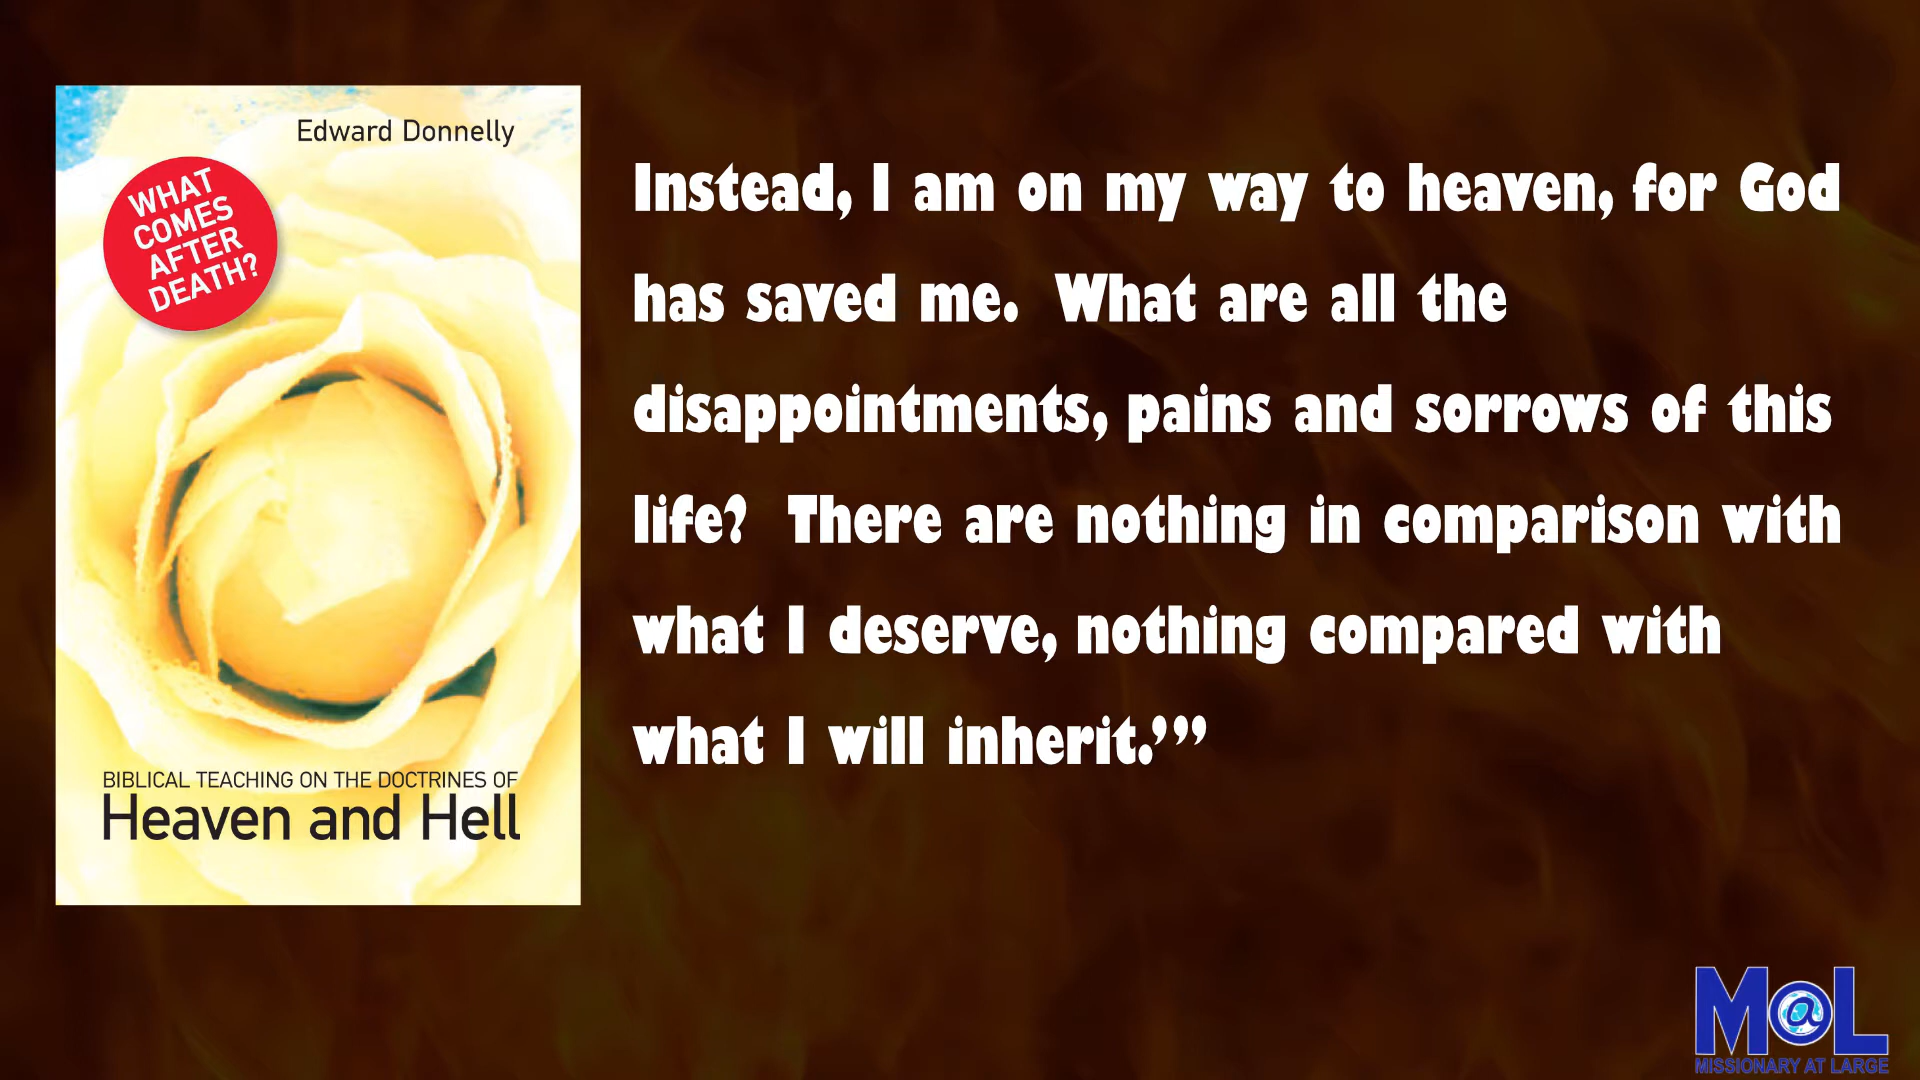 Edward Donnelly
WHAT
COMES
AFTER
DEATH?
BIBLICAL TEACHING ON THE DOCTRINES OF
Heaven and Hell
Instead, I am on my way to heaven, for God
has saved me.  What are all the
disappointments, pains and sorrows of this
life?  There are nothing in comparison with
what I deserve, nothing compared with
what I will inherit.’”
M@L
MISSIONARY AT LARGE